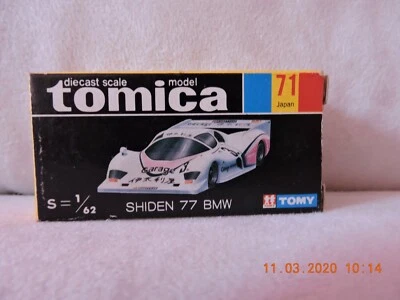 diecast scale model
tomica
71
Japan
Garage
S=1/62
SHIDEN 77 BMW
TOMY
11.03.2020 10:14